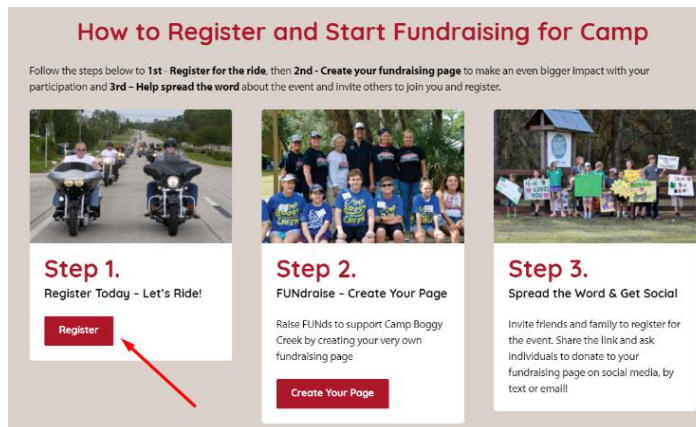 How to Register and Start Fundraising for Camp
Follow the steps below to 1st - Register for the ride, then 2nd - Create your fundraising page to make an even bigger impact with your
participation and 3rd – Help spread the word about the event and invite others to join you and register.
Step 1.
Register Today – Let's Ride!
Register
CAMP
BOGGY
CREEK
Step 2.
FUNdraise – Create Your Page
Raise FUNds to support Camp Boggy
Creek by creating your very own
fundraising page
Create Your Page
Step 3.
Spread the Word & Get Social
Invite friends and family to register for
the event. Share the link and ask
individuals to donate to your
fundraising page on social media, by
text or email!